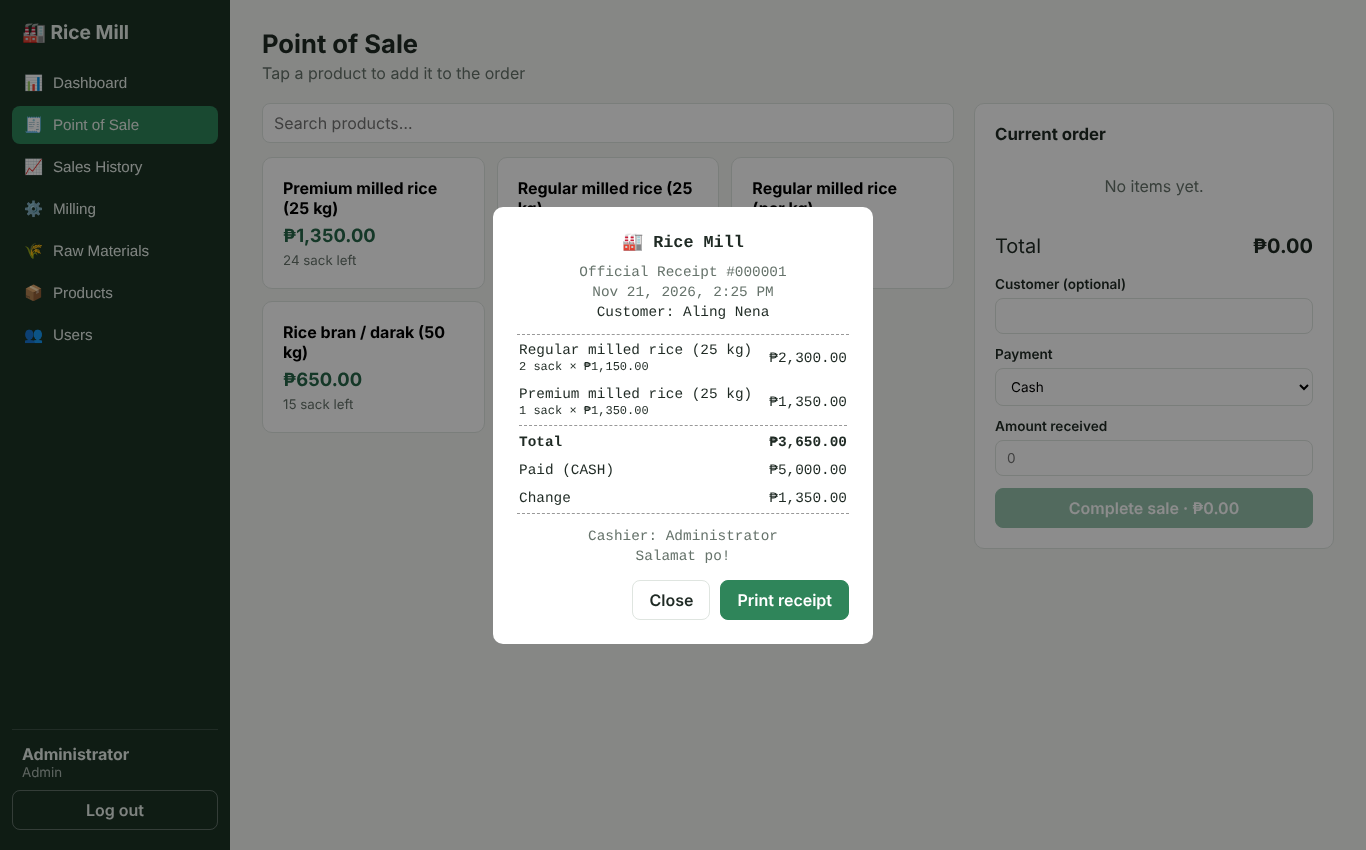 Rice Mill
Dashboard
Point of Sale
Sales History
Milling
Raw Materials
Products
Users
Administrator
Admin
Log out
Point of Sale
Tap a product to add it to the order
Search products...
Premium milled rice
(25 kg)
₱1,350.00
24 sack left
Regular milled rice (25
Regular milled rice
Rice bran / darak (50
kg)
₱650.00
15 sack left
Current order
No items yet.
Total ₱0.00
Customer (optional)
Payment
Cash
Amount received
0
Complete sale · ₱0.00
Rice Mill
Official Receipt #000001
Nov 21, 2026, 2:25 PM
Customer: Aling Nena
Regular milled rice (25 kg) ₱2,300.00
2 sack × ₱1,150.00
Premium milled rice (25 kg) ₱1,350.00
1 sack × ₱1,350.00
Total ₱3,650.00
Paid (CASH) ₱5,000.00
Change ₱1,350.00
Cashier: Administrator
Salamat po!
Close
Print receipt